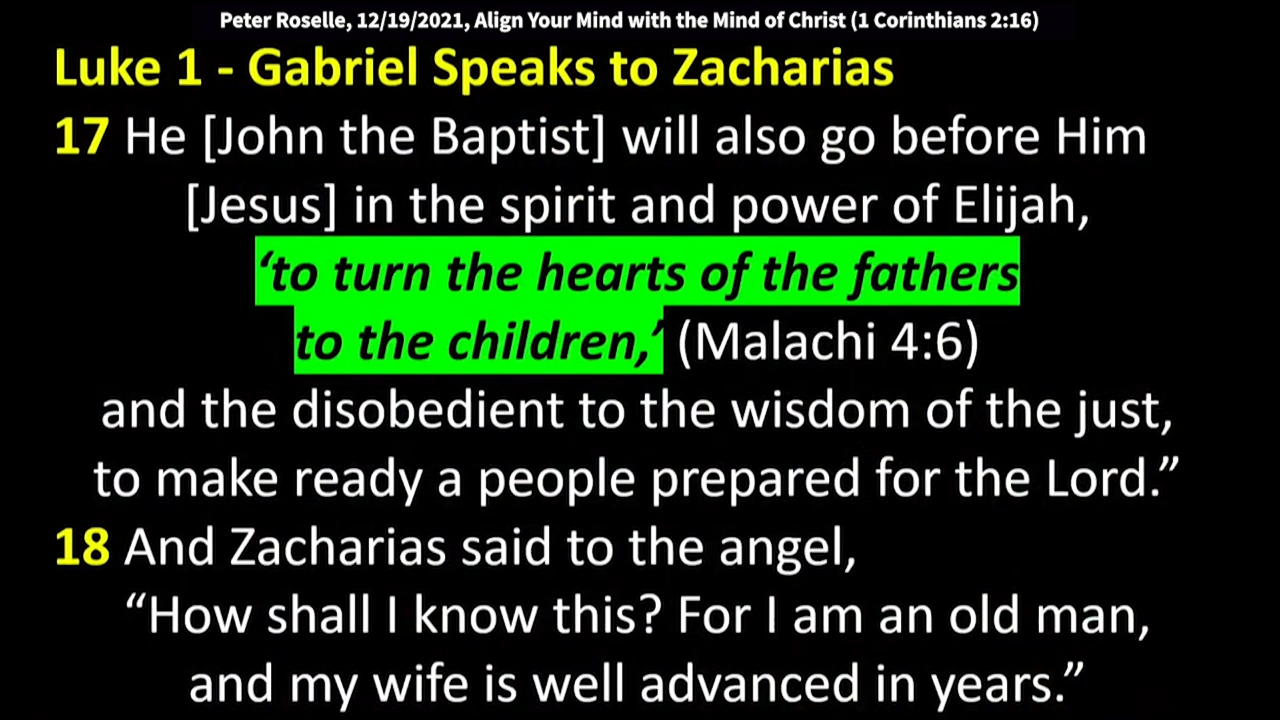 Peter Roselle, 12/19/2021, Align Your Mind with the Mind of Christ (1 Corinthians 2:16)
Luke 1 - Gabriel Speaks to Zacharias
17 He [John the Baptist] will also go before Him
[Jesus] in the spirit and power of Elijah,
‘to turn the hearts of the fathers
to the children,’ (Malachi 4:6)
and the disobedient to the wisdom of the just,
to make ready a people prepared for the Lord.”
18 And Zacharias said to the angel,
“How shall I know this? For I am an old man,
and my wife is well advanced in years.”